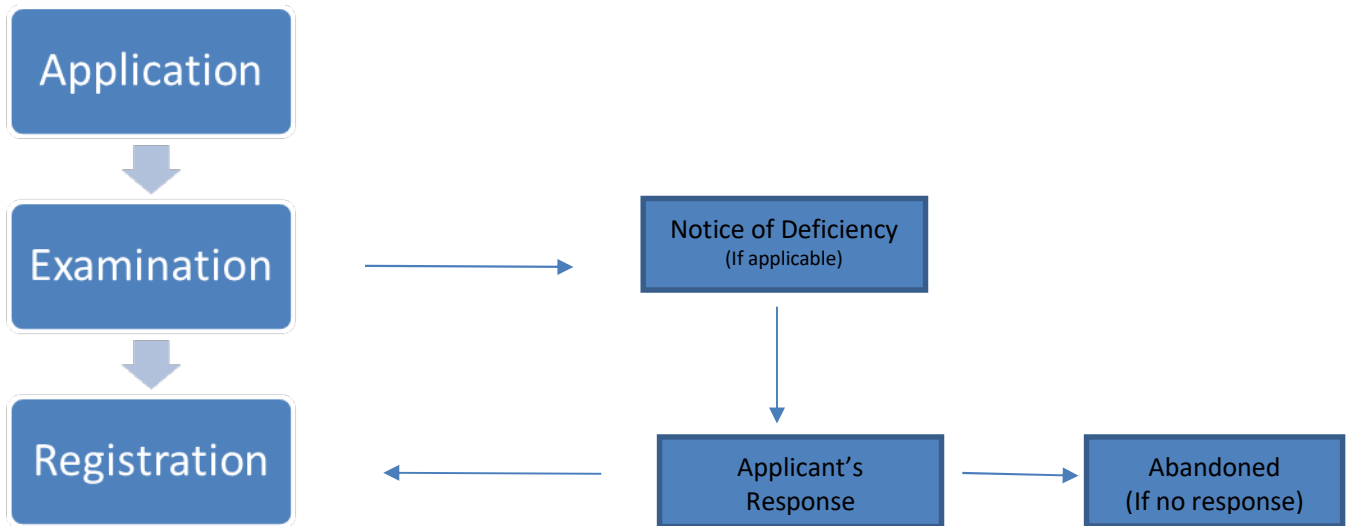 Application
Examination
Notice of Deficiency
(If applicable)
Registration
Applicant’s
Response
Abandoned
(If no response)